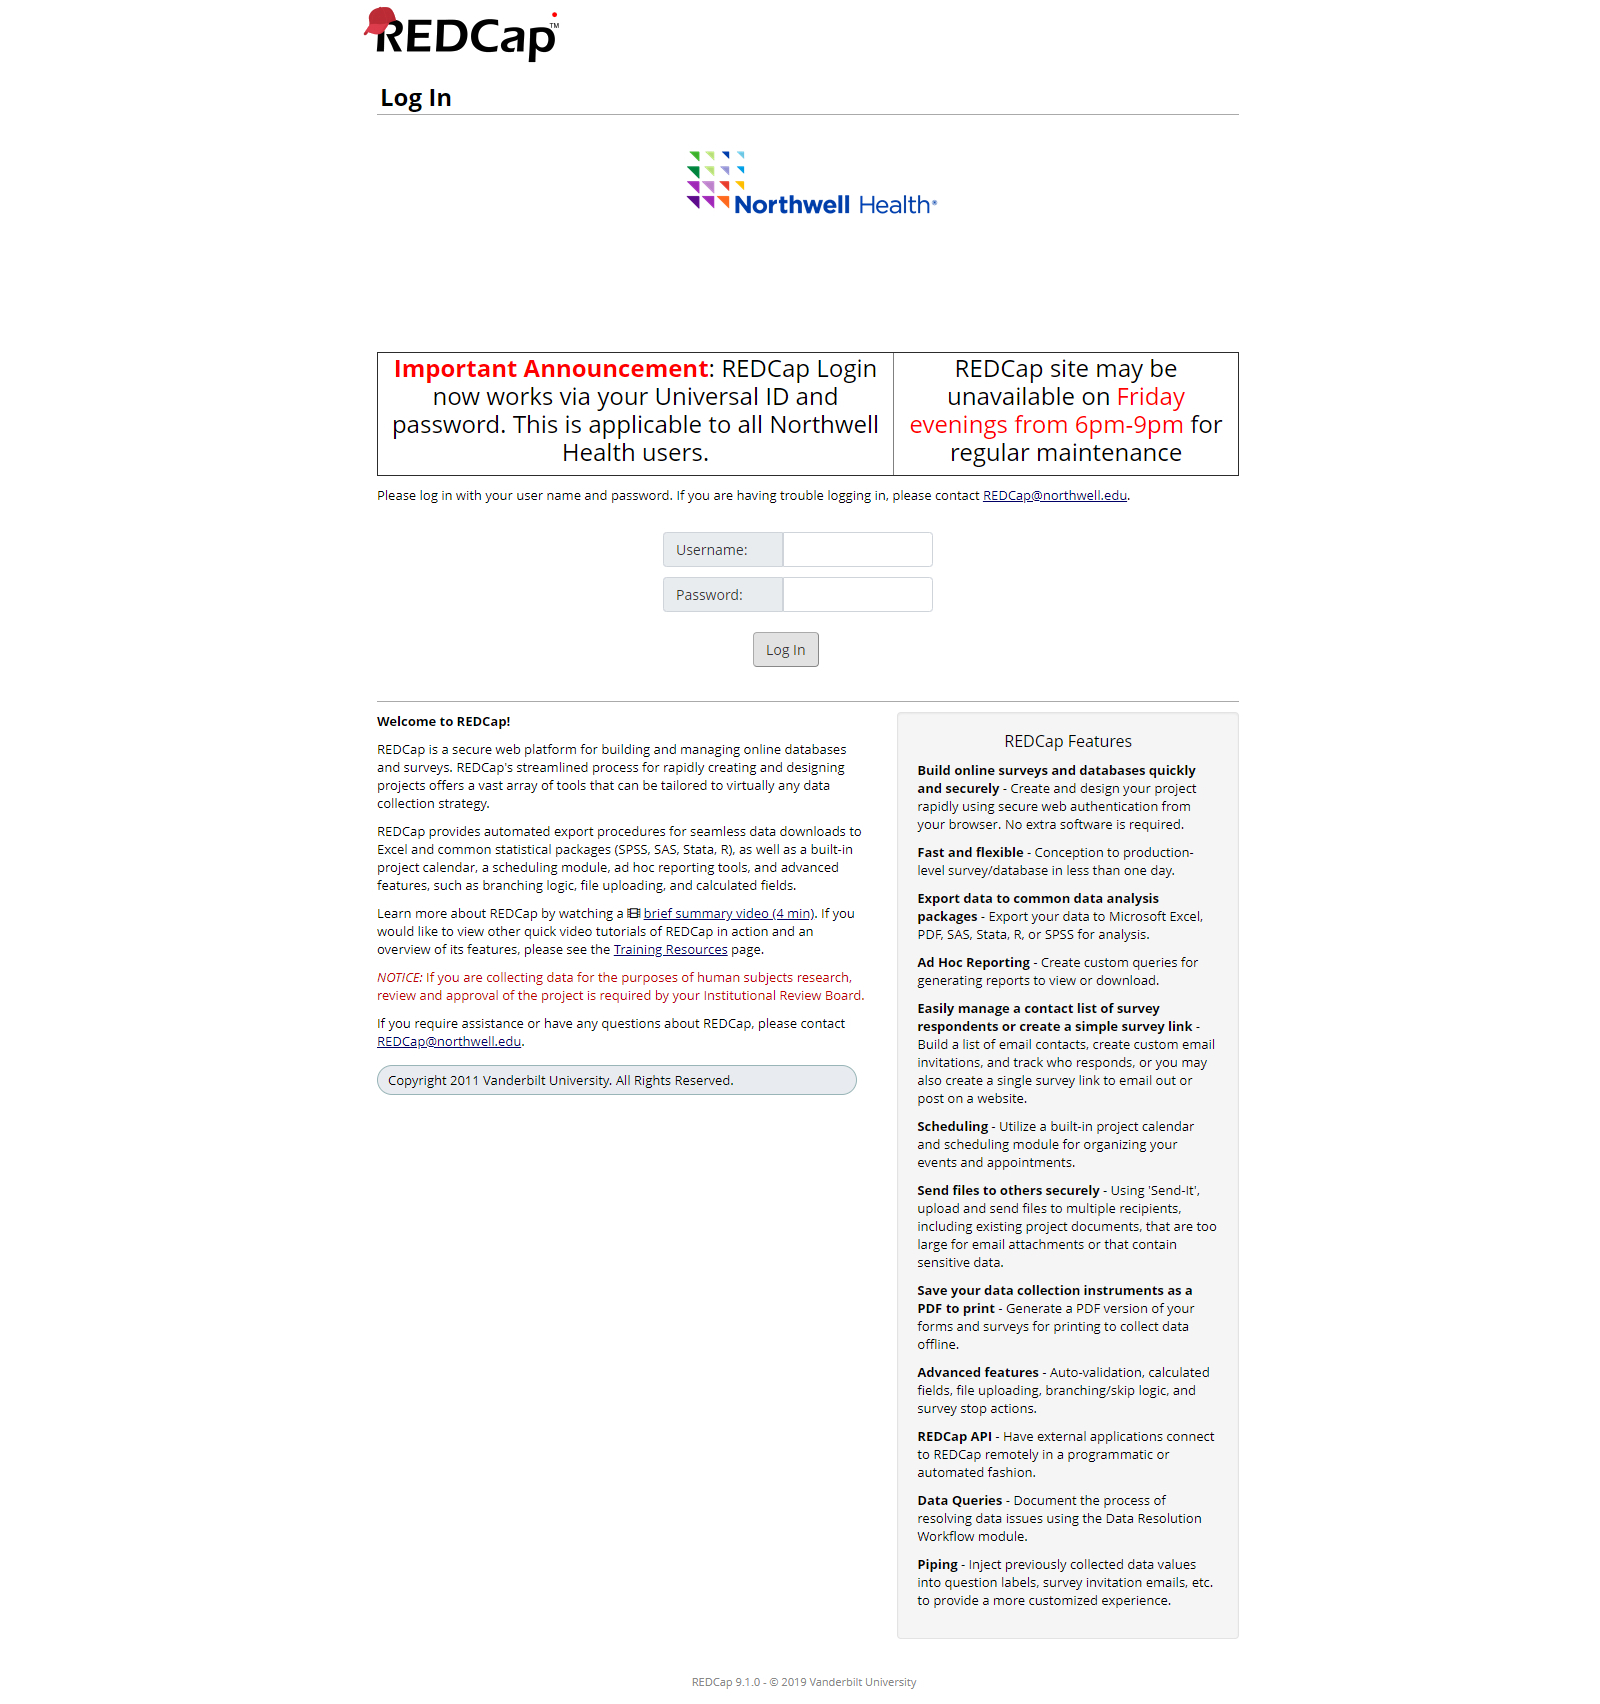 REDCap™
Log In
Northwell Health®
Important Announcement: REDCap Login
now works via your Universal ID and
password. This is applicable to all Northwell
Health users.
REDCap site may be
unavailable on Friday
evenings from 6pm-9pm for
regular maintenance
Please log in with your user name and password. If you are having trouble logging in, please contact REDCap@northwell.edu.
Username:
Password:
Log In
Welcome to REDCap!
REDCap is a secure web platform for building and managing online databases
and surveys. REDCap's streamlined process for rapidly creating and designing
projects offers a vast array of tools that can be tailored to virtually any data
collection strategy.
REDCap provides automated export procedures for seamless data downloads to
Excel and common statistical packages (SPSS, SAS, Stata, R), as well as a built-in
project calendar, a scheduling module, ad hoc reporting tools, and advanced
features, such as branching logic, file uploading, and calculated fields.
Learn more about REDCap by watching a brief summary video (4 min). If you
would like to view other quick video tutorials of REDCap in action and an
overview of its features, please see the Training Resources page.
NOTICE: If you are collecting data for the purposes of human subjects research,
review and approval of the project is required by your Institutional Review Board.
If you require assistance or have any questions about REDCap, please contact
REDCap@northwell.edu.
Copyright 2011 Vanderbilt University. All Rights Reserved.
REDCap Features
Build online surveys and databases quickly
and securely - Create and design your project
rapidly using secure web authentication from
your browser. No extra software is required.
Fast and flexible - Conception to production-
level survey/database in less than one day.
Export data to common data analysis
packages - Export your data to Microsoft Excel,
PDF, SAS, Stata, R, or SPSS for analysis.
Ad Hoc Reporting - Create custom queries for
generating reports to view or download.
Easily manage a contact list of survey
respondents or create a simple survey link -
Build a list of email contacts, create custom email
invitations, and track who responds, or you may
also create a single survey link to email out or
post on a website.
Scheduling - Utilize a built-in project calendar
and scheduling module for organizing your
events and appointments.
Send files to others securely - Using 'Send-It',
upload and send files to multiple recipients,
including existing project documents, that are too
large for email attachments or that contain
sensitive data.
Save your data collection instruments as a
PDF to print - Generate a PDF version of your
forms and surveys for printing to collect data
offline.
Advanced features - Auto-validation, calculated
fields, file uploading, branching/skip logic, and
survey stop actions.
REDCap API - Have external applications connect
to REDCap remotely in a programmatic or
automated fashion.
Data Queries - Document the process of
resolving data issues using the Data Resolution
Workflow module.
Piping - Inject previously collected data values
into question labels, survey invitation emails, etc.
to provide a more customized experience.
REDCap 9.1.0 - © 2019 Vanderbilt University